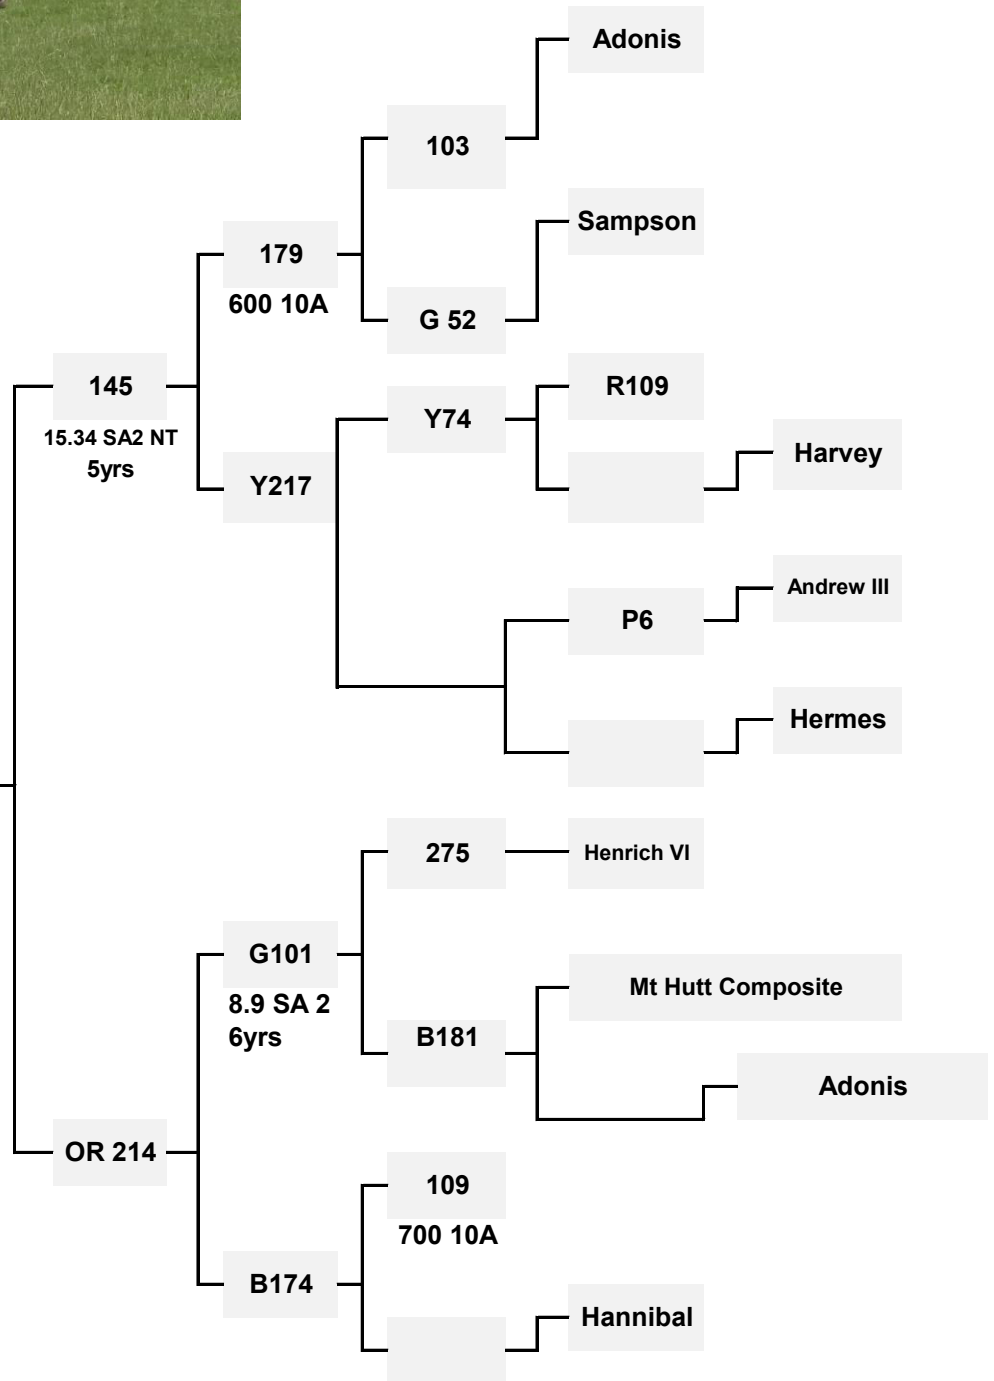 Adonis
103
Sampson
179
600 10A
G 52
145
15.34 SA2 NT
5yrs
R109
Y74
Harvey
Y217
Andrew III
P6
Hermes
275
Henrich VI
G101
8.9 SA 2
6yrs
Mt Hutt Composite
B181
Adonis
OR 214
109
700 10A
B174
Hannibal